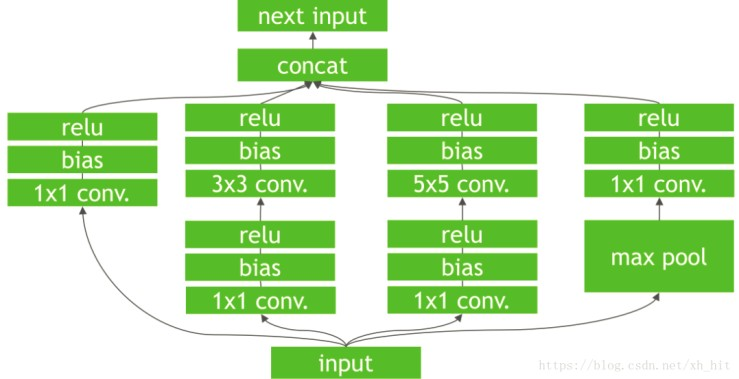 next input
concat
relu
bias
1x1 conv.
relu
bias
3x3 conv.
relu
bias
1x1 conv.
relu
bias
5x5 conv.
relu
bias
1x1 conv.
relu
bias
1x1 conv.
max pool
input
https://blog.csdn.net/xh_hit